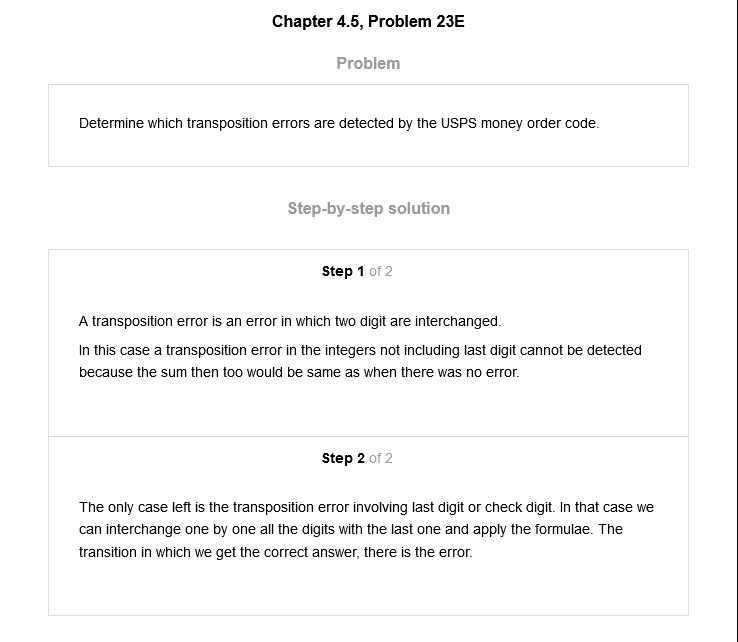 Chapter 4.5, Problem 23E
Problem
Determine which transposition errors are detected by the USPS money order code.
Step-by-step solution
Step 1 of 2
A transposition error is an error in which two digit are interchanged.
In this case a transposition error in the integers not including last digit cannot be detected
because the sum then too would be same as when there was no error.
Step 2 of 2
The only case left is the transposition error involving last digit or check digit. In that case we
can interchange one by one all the digits with the last one and apply the formulae. The
transition in which we get the correct answer, there is the error.